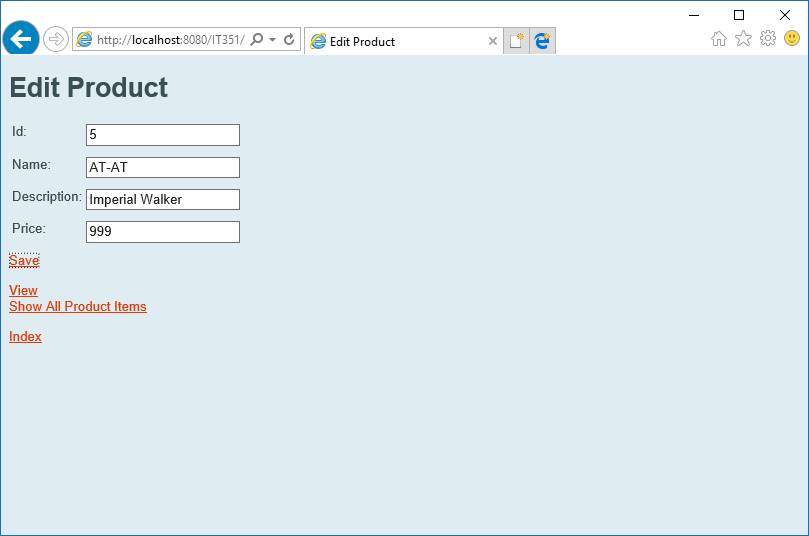 http://localhost:8080/IT351/
Edit Product
Edit Product
Id: 5
Name: AT-AT
Description: Imperial Walker
Price: 999
Save
View
Show All Product Items
Index